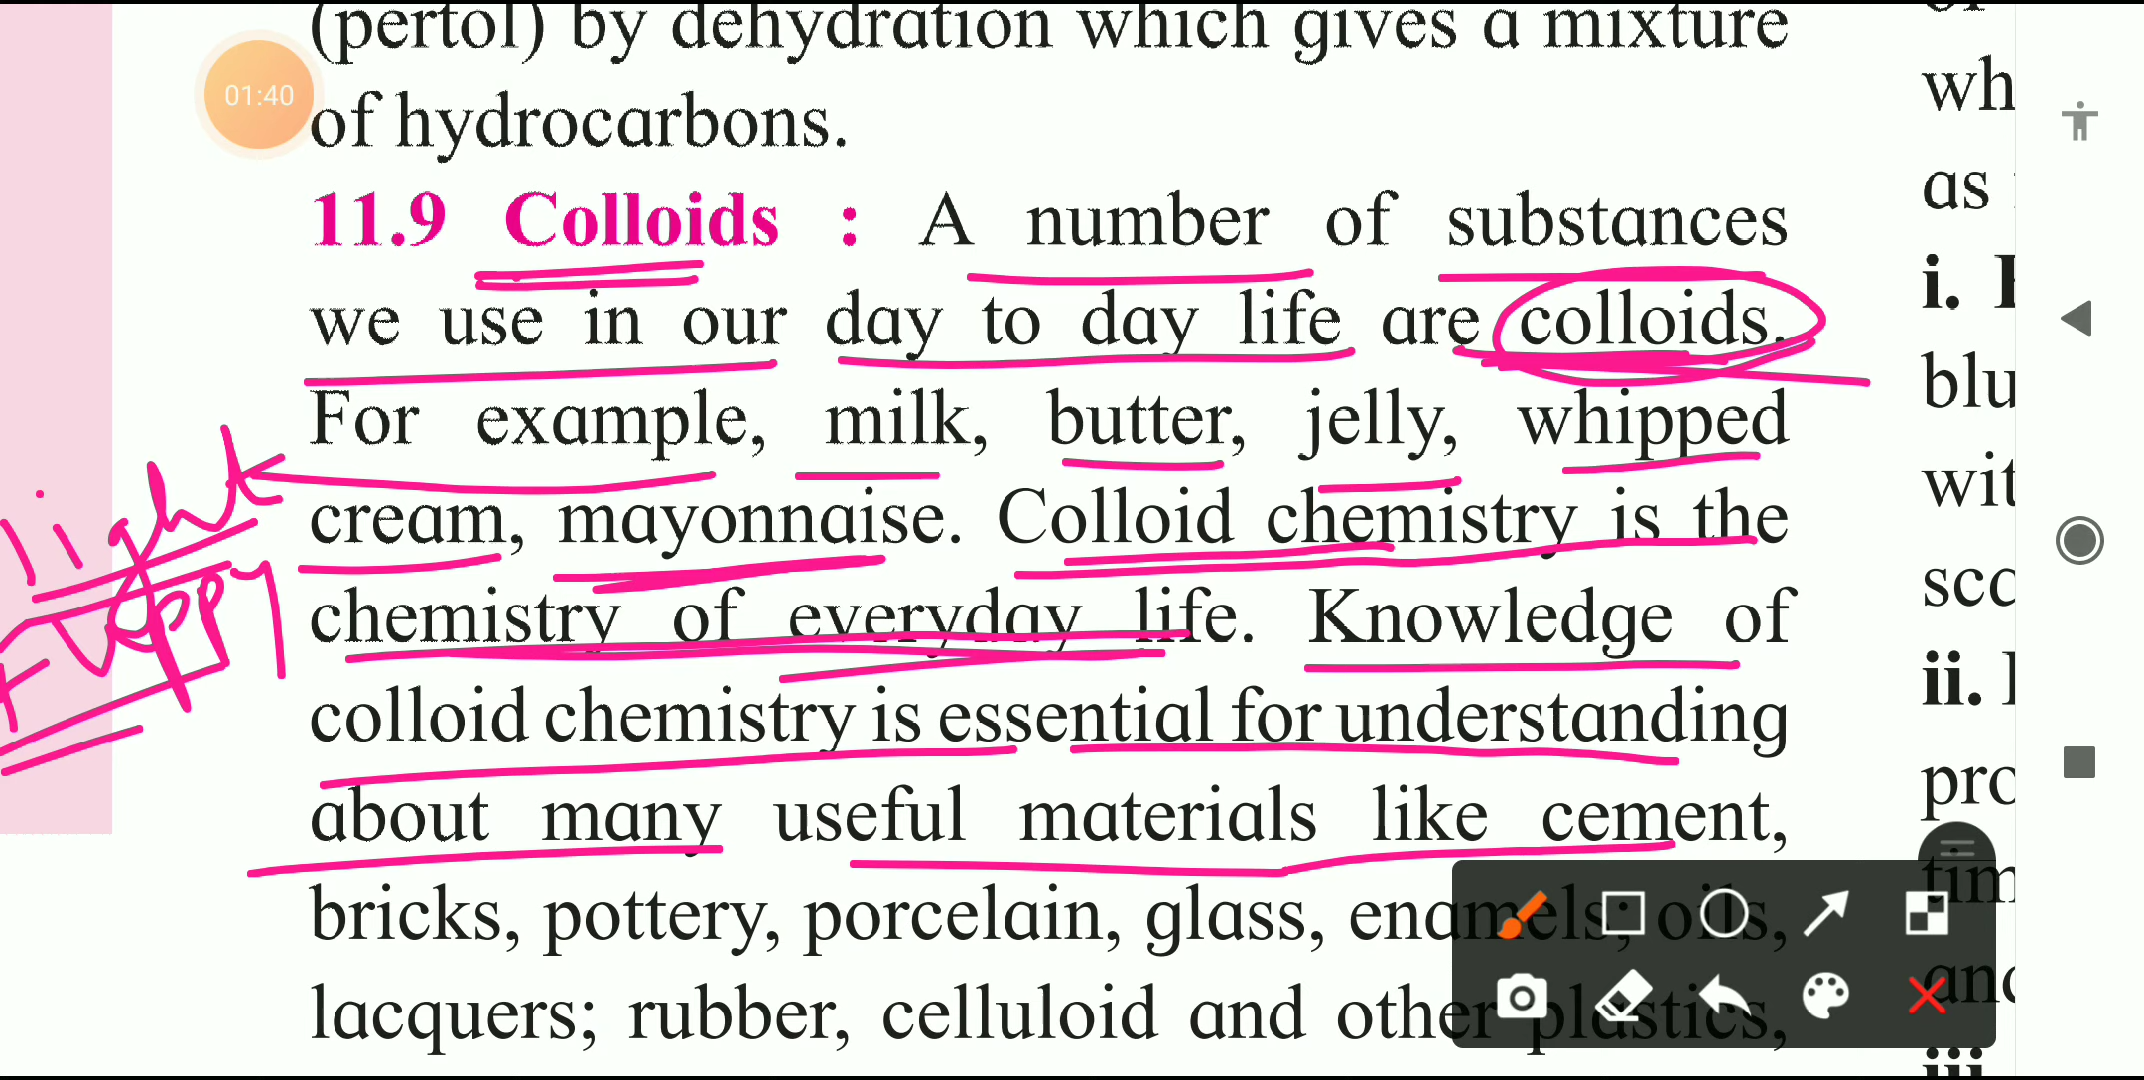 (pertol) by dehydration which gives a mixture
01:40
of hydrocarbons.
11.9 Colloids : A number of substances
we use in our day to day life are colloids.
For example, milk, butter, jelly, whipped
cream, mayonnaise. Colloid chemistry is the
chemistry of everyday life. Knowledge of
colloid chemistry is essential for understanding
about many useful materials like cement,
bricks, pottery, porcelain, glass, enamels; oils,
lacquers; rubber, celluloid and other plastics,
light
wh
as
i.
blu
wit
sco
ii.
pro
tim
and
iii